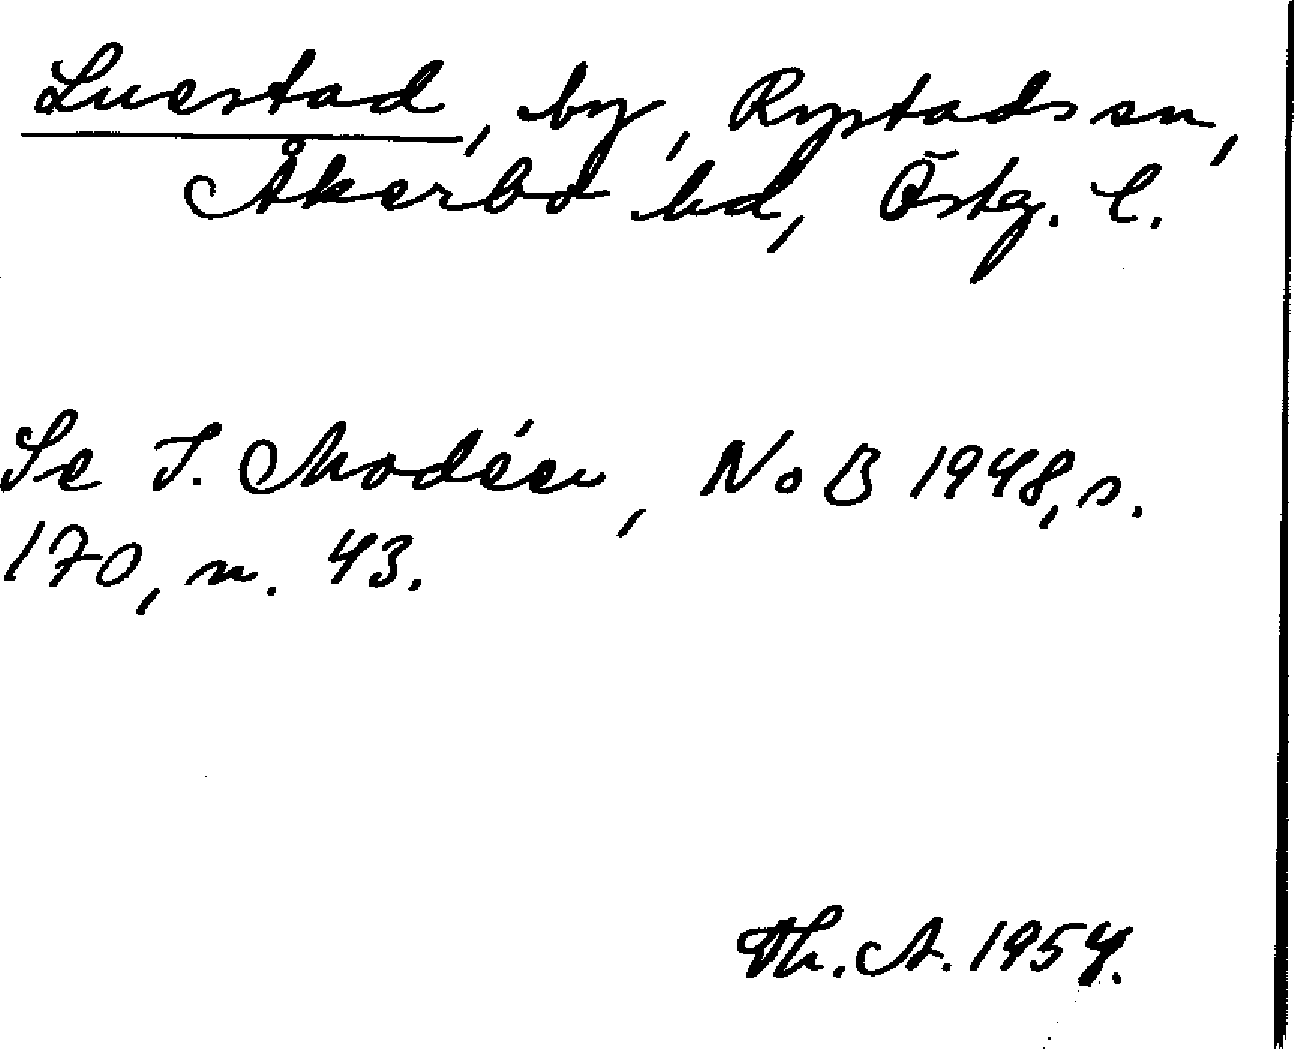 Luestad, by, Rystads sn,
Åkerbo hd, Östg. l.
Se I. Modéer, NoB 1948, s.
170, n. 43.
Th. A. 1954.